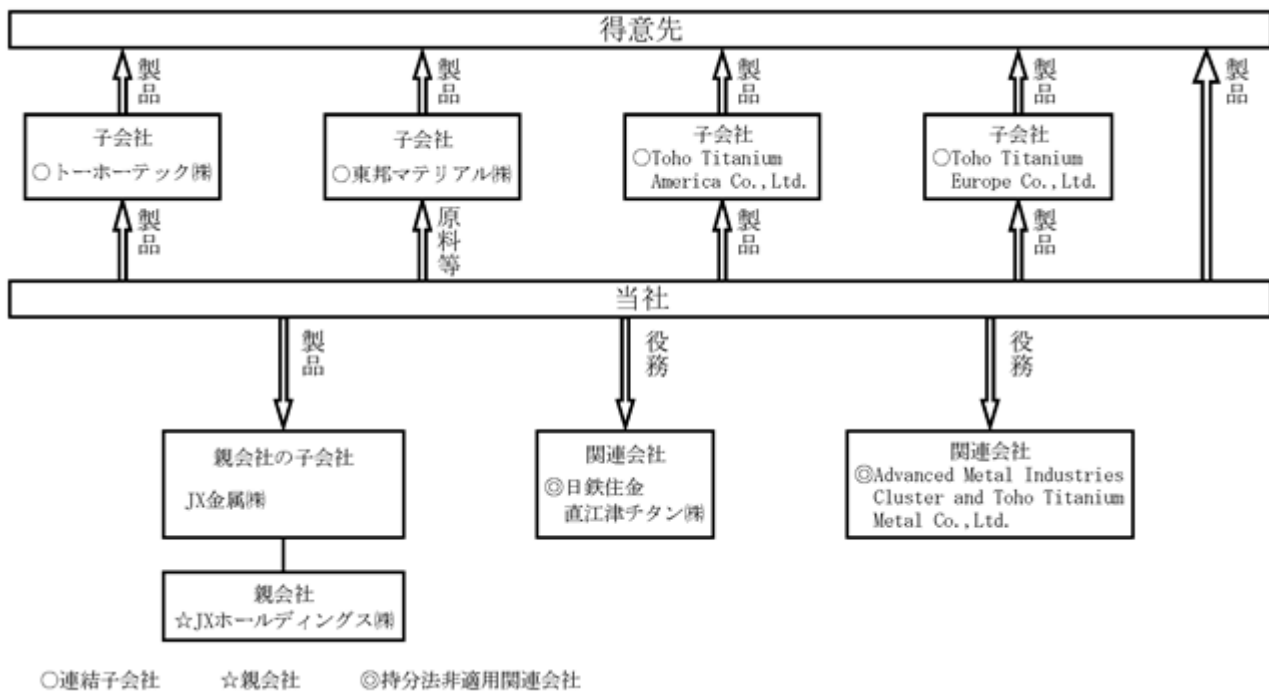 得意先
製品
製品
製品
製品
製品
子会社
○トーホーテック㈱
子会社
○東邦マテリアル㈱
子会社
○Toho Titanium
America Co.,Ltd.
子会社
○Toho Titanium
Europe Co.,Ltd.
製品
原料等
製品
製品
当社
製品
役務
役務
親会社の子会社
JX金属㈱
関連会社
◎日鉄住金
直江津チタン㈱
関連会社
◎Advanced Metal Industries
Cluster and Toho Titanium
Metal Co.,Ltd.
親会社
☆JXホールディングス㈱
○連結子会社 ☆親会社 ◎持分法非適用関連会社